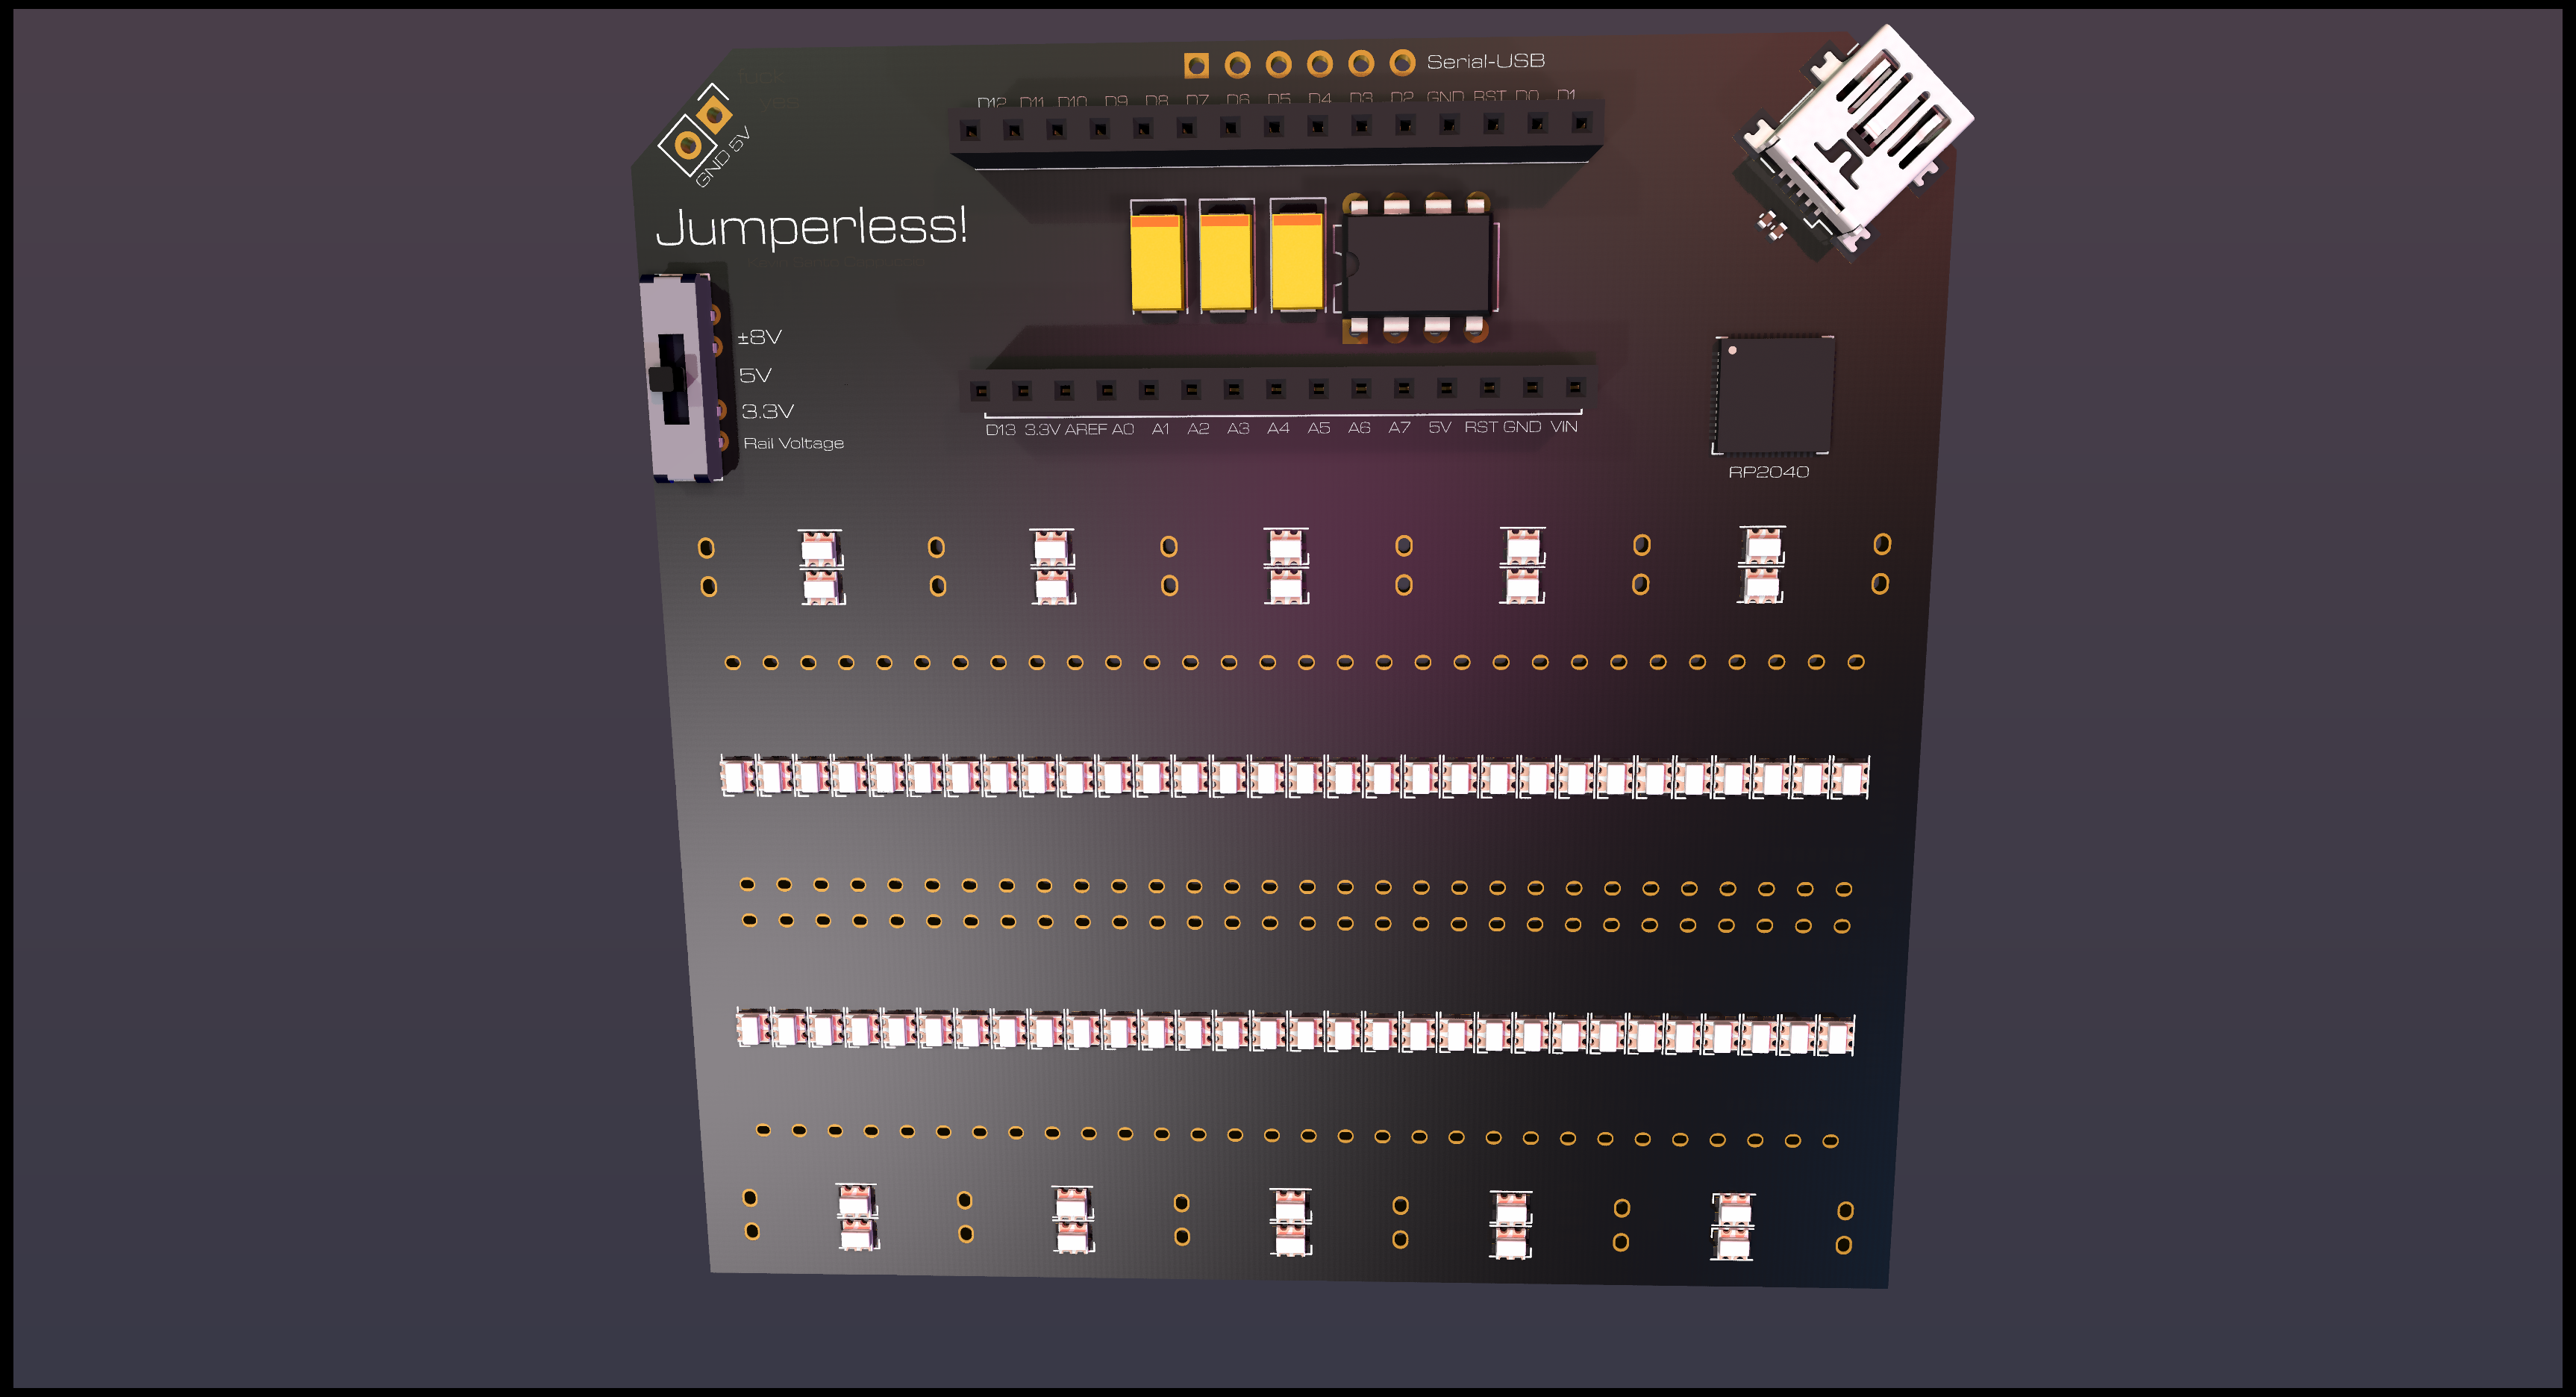 fuck
yes
Serial-USB
D12 D11 D10 D9 D8 D7 D6 D5 D4 D3 D2 GND RST D0 D1
GND 5V
Jumperless!
±8V
5V
3.3V
Rail Voltage
D13 3.3V AREF A0 A1 A2 A3 A4 A5 A6 A7 5V RST GND VIN
RP2040